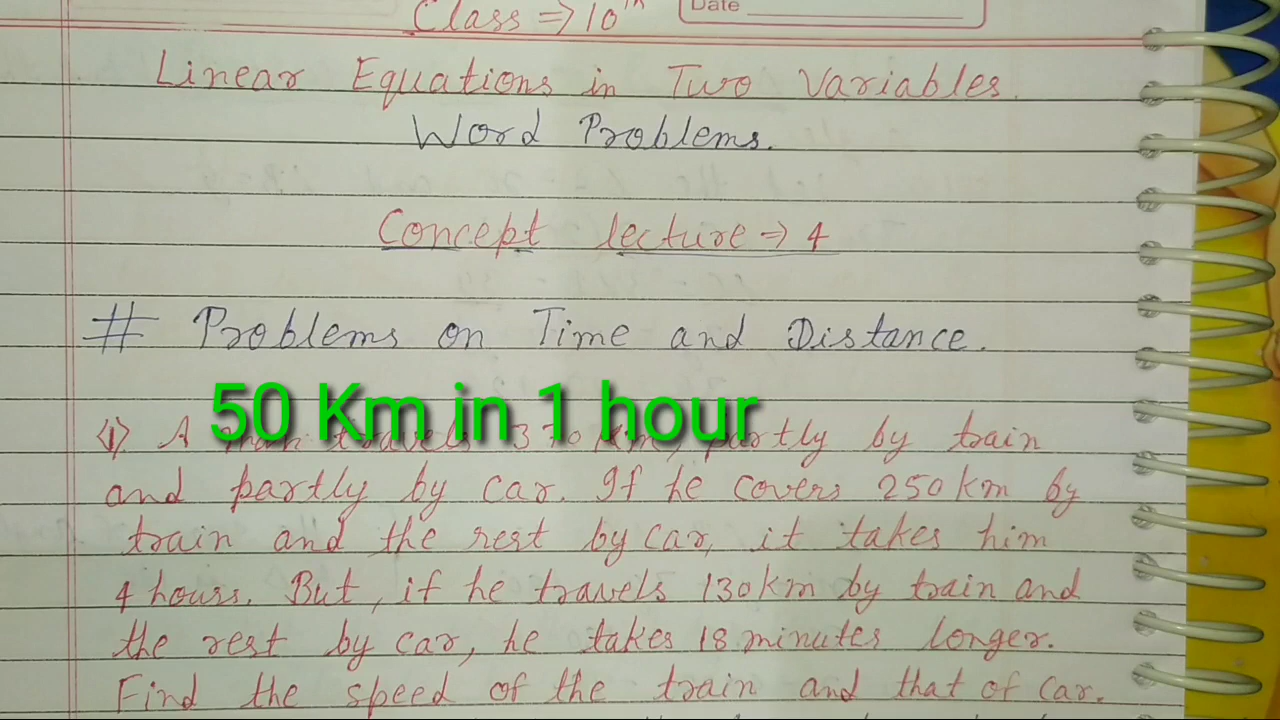 Class ⇒ 10th
Date
Linear Equations in Two Variables.
Word Problems.
Concept lecture ⇒ 4
# Problems on Time and Distance.
50 Km in 1 hour
<1>. A travels 370 km, partly by train
and partly by car. If he covers 250 km by
train and the rest by car, it takes him
4 hours. But, if he travels 130 km by train and
the rest by car, he takes 18 minutes longer.
Find the speed of the train and that of car.